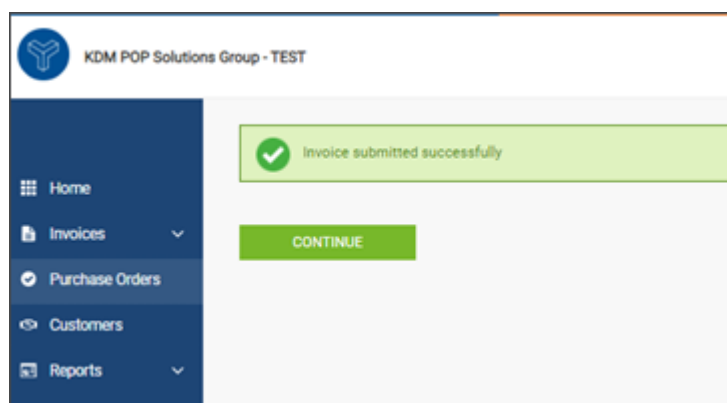 KDM POP Solutions Group - TEST
Invoice submitted successfully
Home
Invoices
CONTINUE
Purchase Orders
Customers
Reports